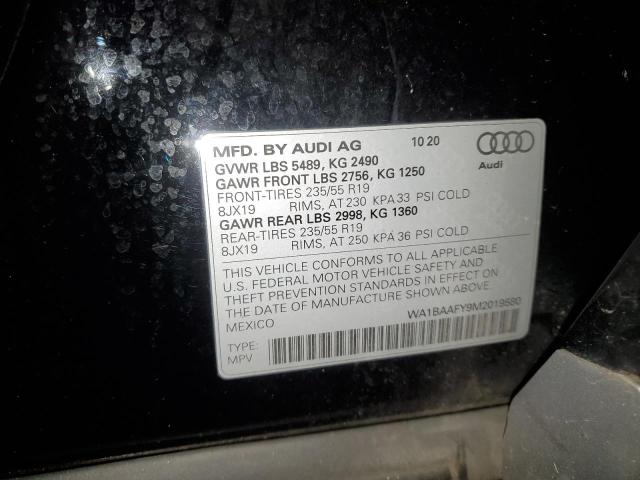 MFD. BY AUDI AG 10 20
GVWR LBS 5489, KG 2490
GAWR FRONT LBS 2756, KG 1250
FRONT-TIRES 235/55 R19
8JX19 RIMS, AT 230 KPA 33 PSI COLD
GAWR REAR LBS 2998, KG 1360
REAR-TIRES 235/55 R19
8JX19 RIMS, AT 250 KPA 36 PSI COLD
Audi
THIS VEHICLE CONFORMS TO ALL APPLICABLE
U.S. FEDERAL MOTOR VEHICLE SAFETY AND
THEFT PREVENTION STANDARDS IN EFFECT ON
THE DATE OF MANUFACTURE SHOWN ABOVE.
MEXICO
WA1BAAFY9M2019580
TYPE:
MPV